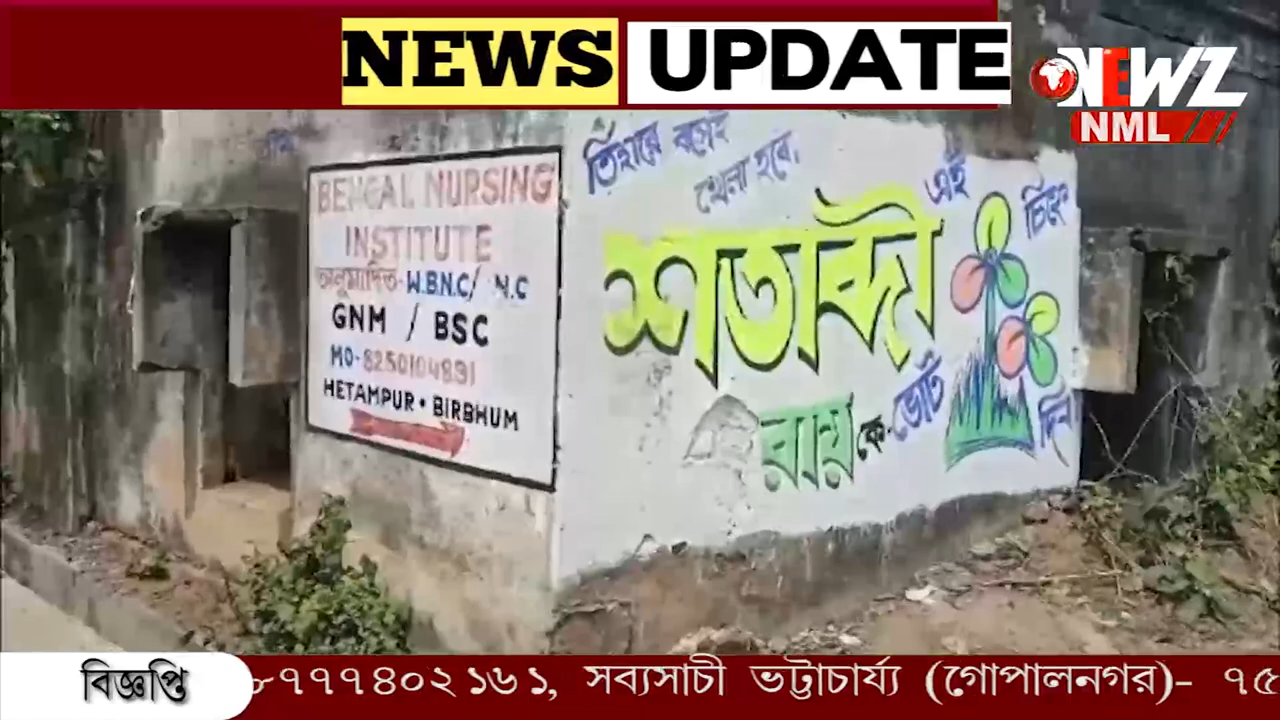 NEWS UPDATE
NEWZ
NML
BENGAL NURSING
INSTITUTE
অনুমোদিত- W.B.N.C/ N.C
GNM / BSC
MO- 8250104891
HETAMPUR • BIRBHUM
খেলা হবে,
এই
চিহ্নে
শতাব্দী
রায় কে ভোট
দিন
বিজ্ঞপ্তি
৮৭৭৭৪০২১৬১, সব্যসাচী ভট্টাচার্য্য (গোপালনগর)- ৭৫